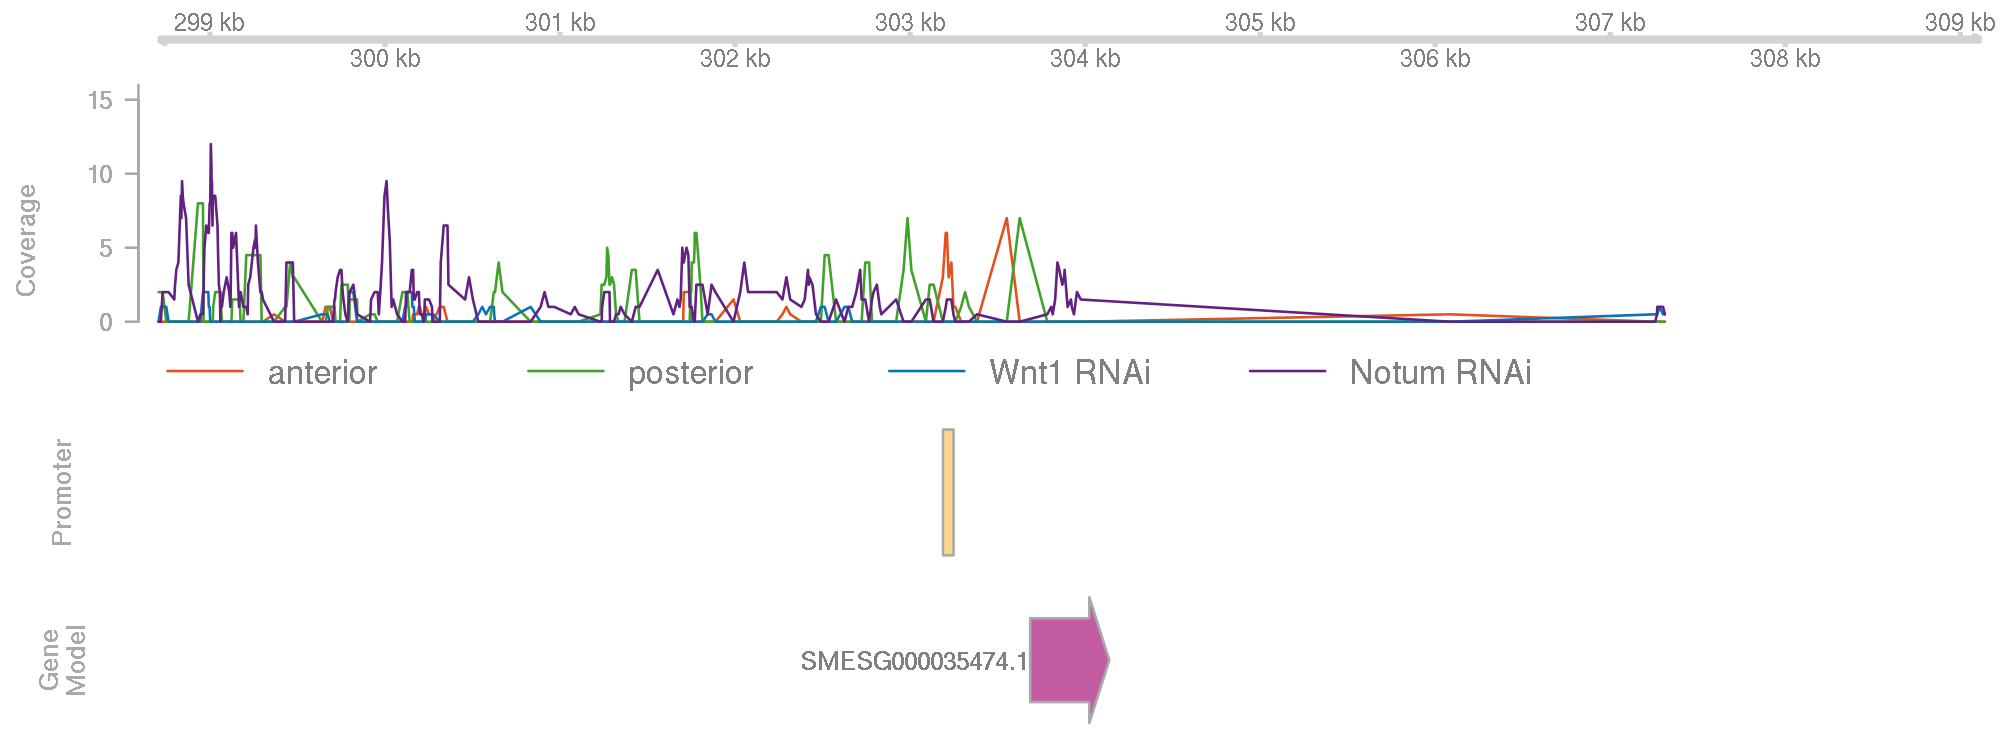 299 kb 301 kb 303 kb 305 kb 307 kb 309 kb
300 kb 302 kb 304 kb 306 kb 308 kb
15
10
5
0
Coverage
anterior posterior Wnt1 RNAi Notum RNAi
Promoter
Gene
Model
SMESG000035474.1